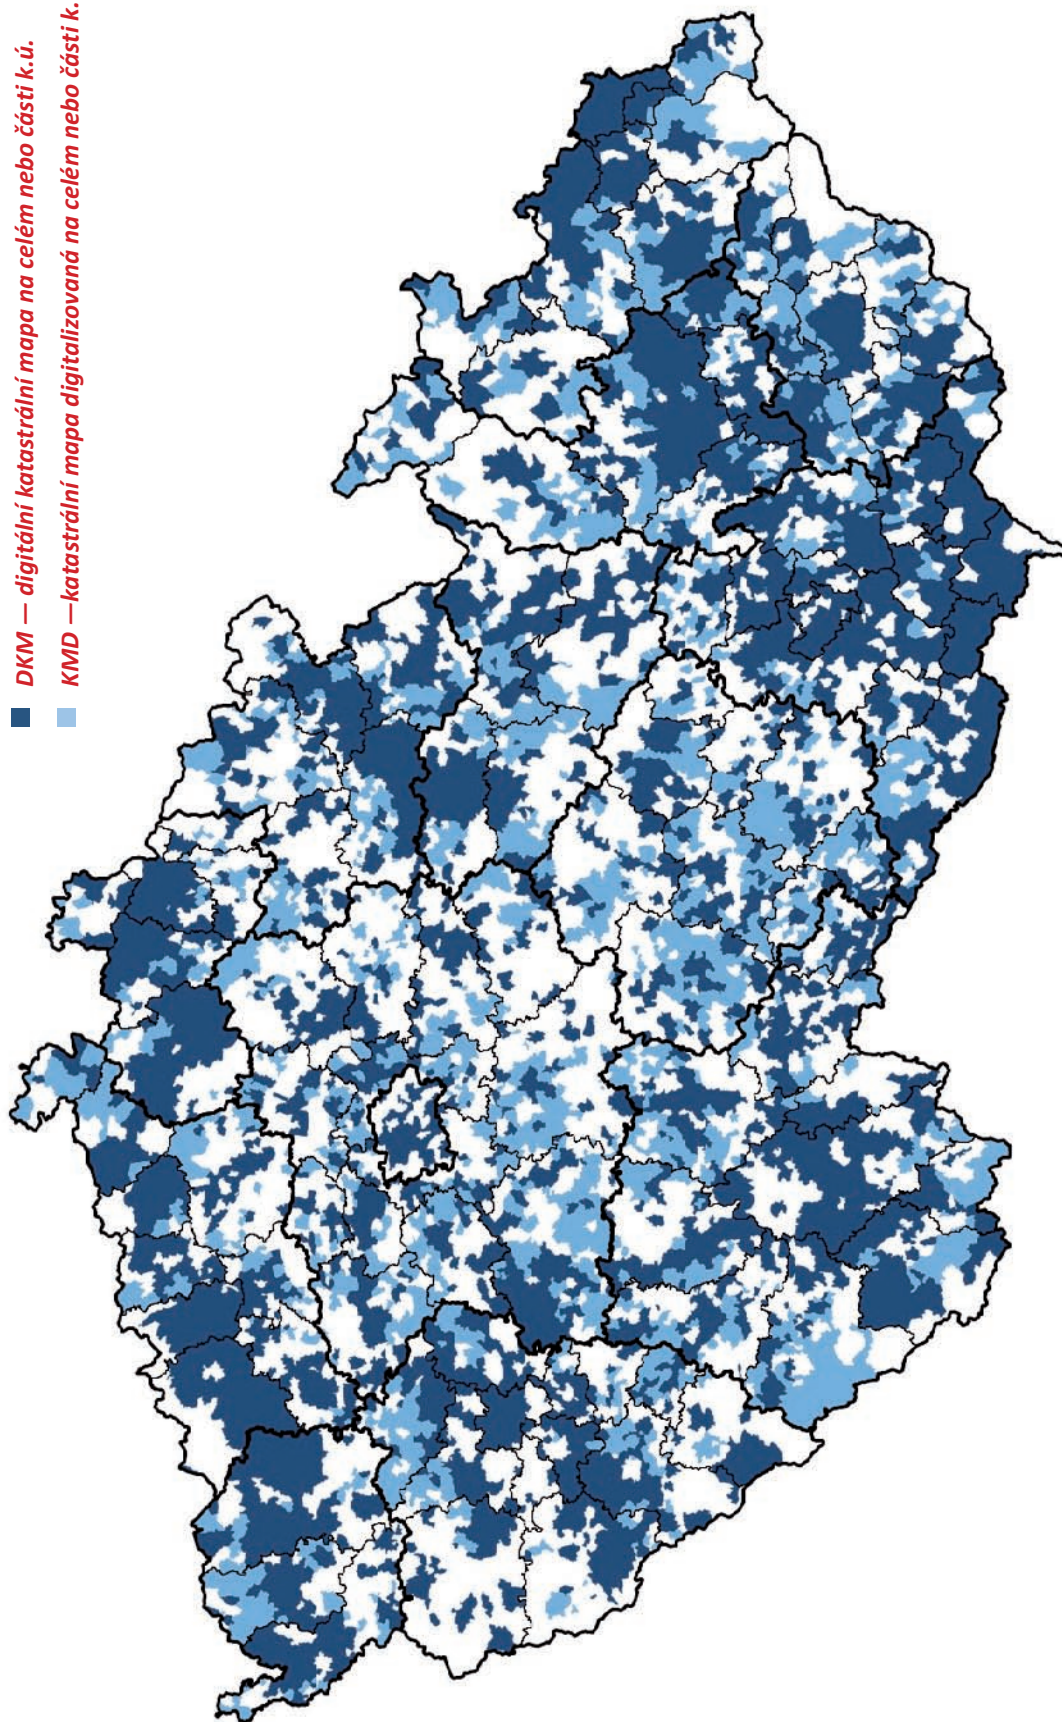 DKM — digitální katastrální mapa na celém nebo části k.ú.
KMD —katastrální mapa digitalizovaná na celém nebo části k.